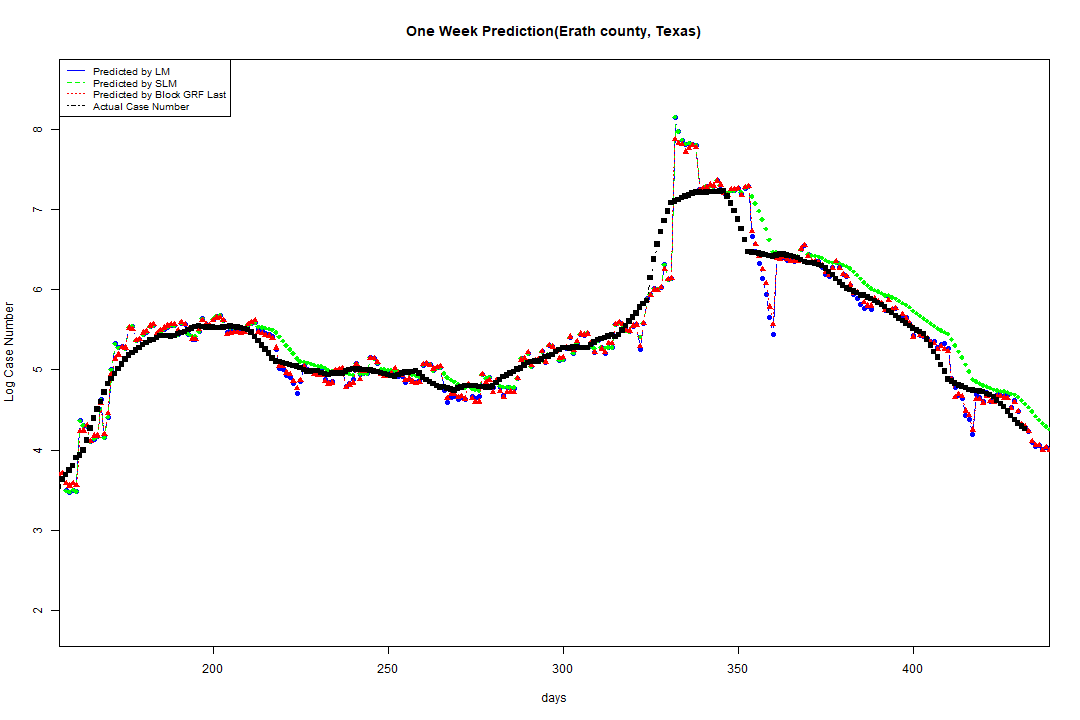 One Week Prediction(Erath county, Texas)
Predicted by LM
Predicted by SLM
Predicted by Block GRF Last
Actual Case Number
8
7
6
5
4
3
2
Log Case Number
200 250 300 350 400
days